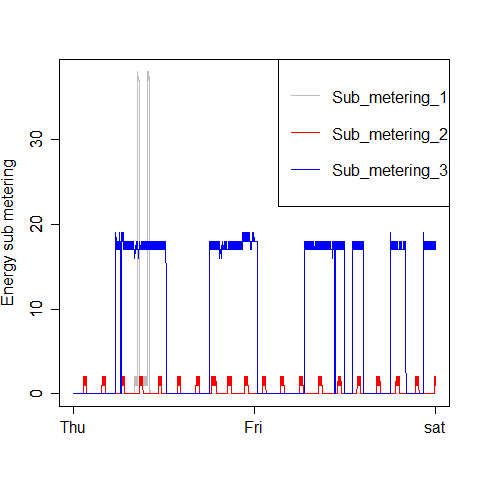 Sub_metering_1
Sub_metering_2
Sub_metering_3
Energy sub metering
30
20
10
0
Thu
Fri
sat